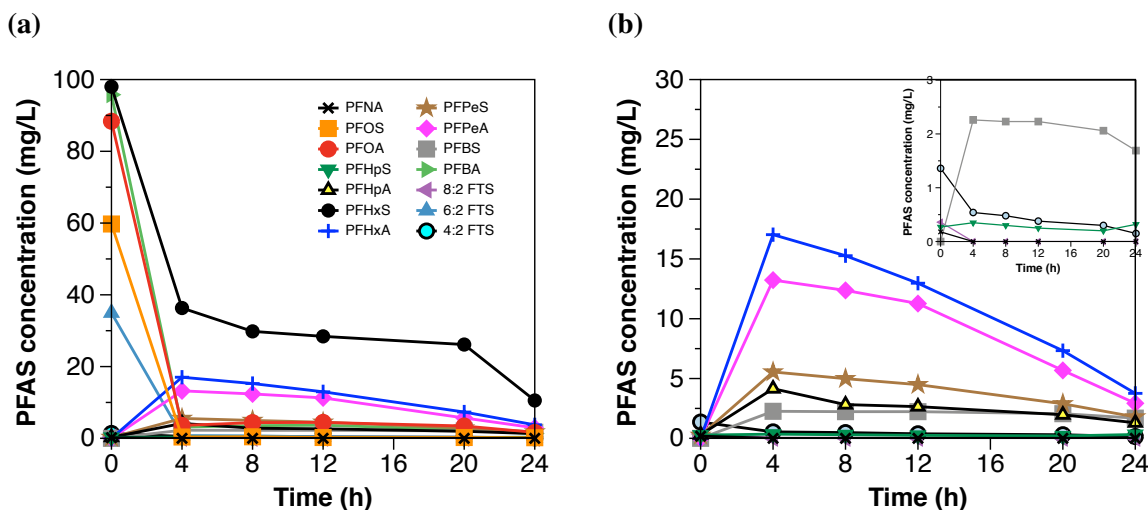 (a)
(b)
PFAS concentration (mg/L)
100
80
60
40
20
0
0 4 8 12 16 20 24
Time (h)
PFNA
PFOS
PFOA
PFHpS
PFHpA
PFHxS
PFHxA
PFPeS
PFPeA
PFBS
PFBA
8:2 FTS
6:2 FTS
4:2 FTS
PFAS concentration (mg/L)
30
25
20
15
10
5
0
0 4 8 12 16 20 24
Time (h)
PFAS concentration (mg/L)
3
2
1
0
0 4 8 12 16 20 24
Time (h)